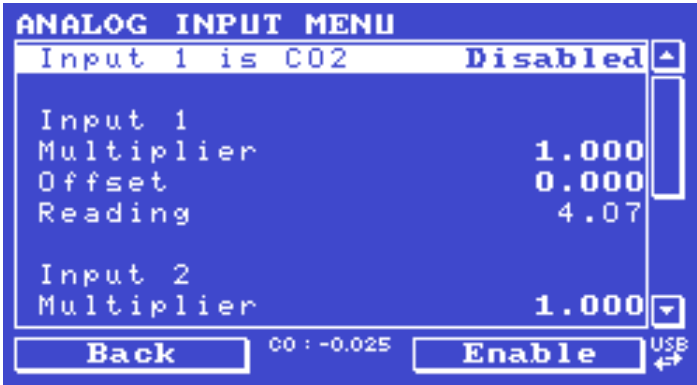 ANALOG INPUT MENU
Input 1 is CO2 Disabled
Input 1
Multiplier 1.000
Offset 0.000
Reading 4.07
Input 2
Multiplier 1.000
Back CO:-0.025 Enable USB